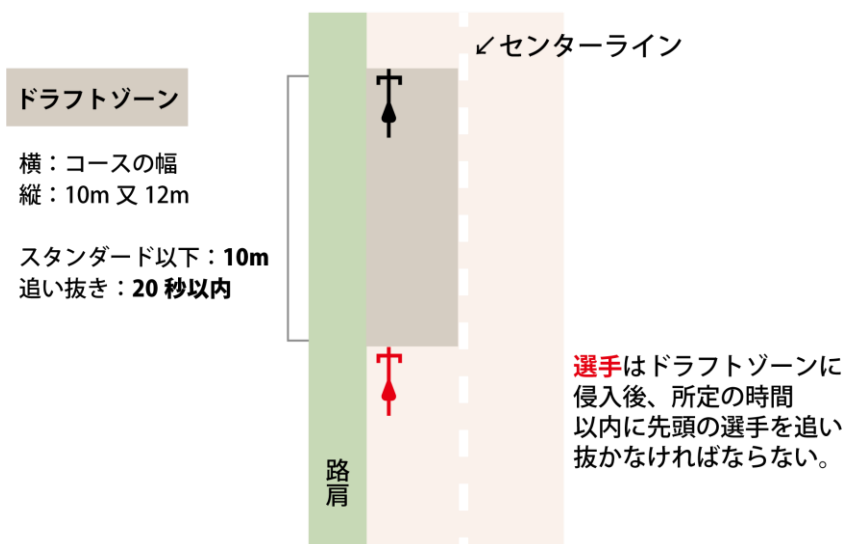 ↙センターライン
ドラフトゾーン
横：コースの幅
縦：10m 又 12m
スタンダード以下：10m
追い抜き：20 秒以内
選手はドラフトゾーンに
侵入後、所定の時間
以内に先頭の選手を追い
抜かなければならない。
路肩